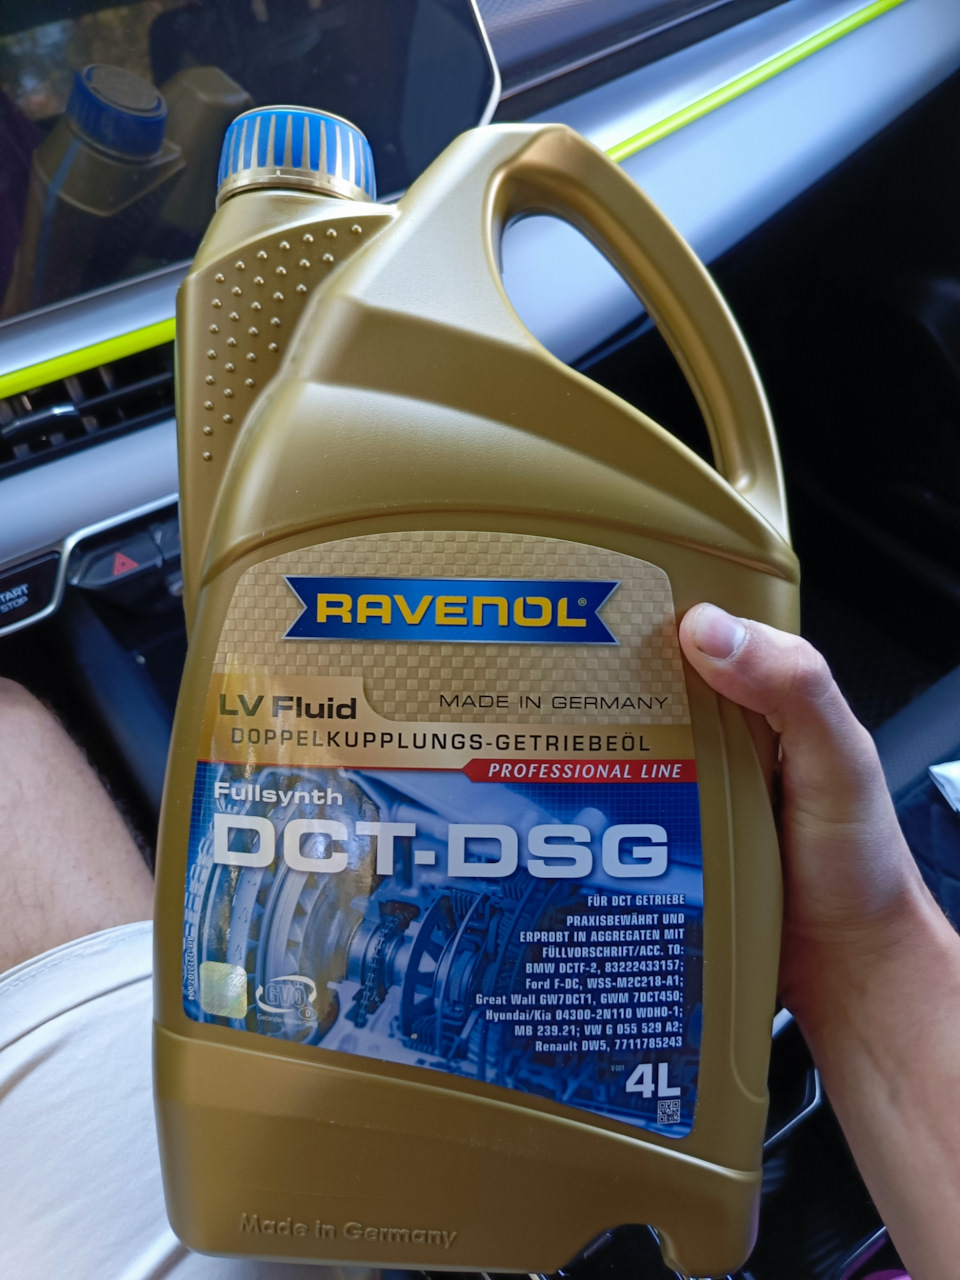 START
STOP
RAVENOL®
LV Fluid
MADE IN GERMANY
DOPPELKUPPLUNGS-GETRIEBEÖL
PROFESSIONAL LINE
Fullsynth
DCT-DSG
FÜR DCT GETRIEBE
PRAXISBEWÄHRT UND
ERPROBT IN AGGREGATEN MIT
FÜLLVORSCHRIFT/ACC. TO:
BMW DCTF-2, 83222433157;
Ford F-DC, WSS-M2C218-A1;
Great Wall GW7DCT1, GWM 7DCT450;
Hyundai/Kia 04300-2N110 WDHO-1;
MB 239.21; VW G 055 529 A2;
Renault DW5, 7711785243
GVÖ
V001
4L
Made in Germany